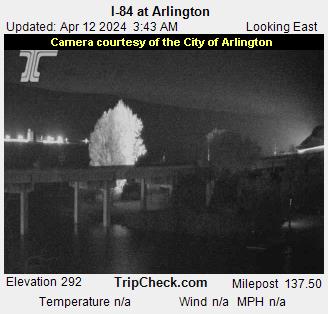 I-84 at Arlington
Updated: Apr 12 2024 3:43 AM Looking East
Camera courtesy of the City of Arlington
Elevation 292 TripCheck.com Milepost 137.50
Temperature n/a Wind n/a MPH n/a